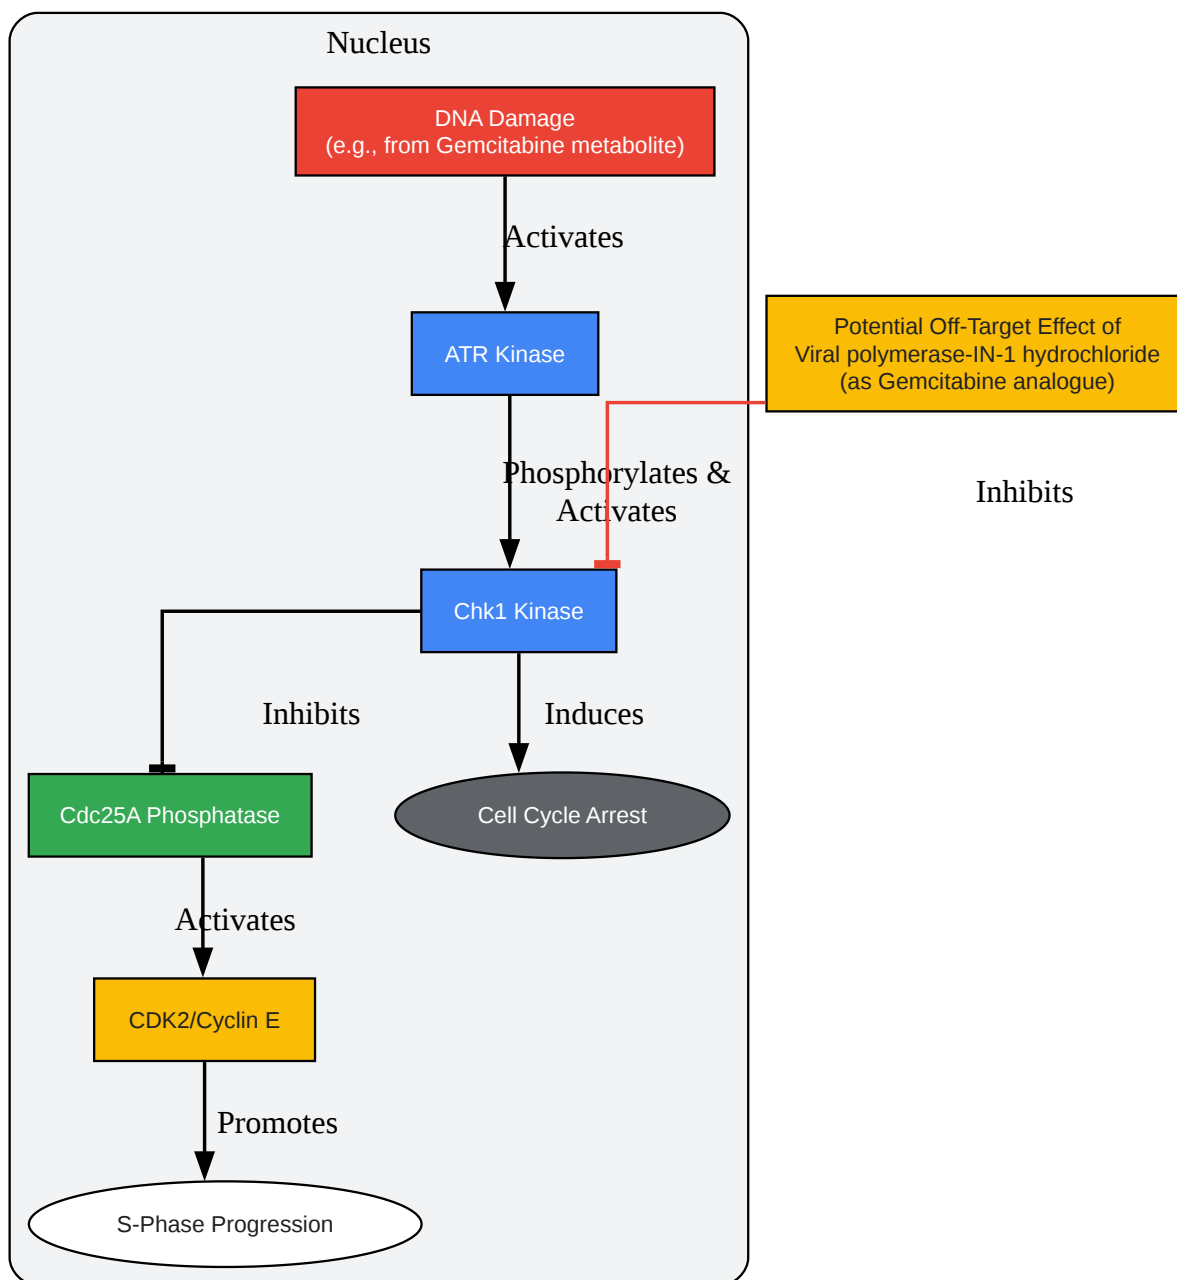 Nucleus
DNA Damage
(e.g., from Gemcitabine metabolite)
Activates
ATR Kinase
Potential Off-Target Effect of
Viral polymerase-IN-1 hydrochloride
(as Gemcitabine analogue)
Phosphorylates &
Activates
Inhibits
Chk1 Kinase
Inhibits
Induces
Cdc25A Phosphatase
Cell Cycle Arrest
Activates
CDK2/Cyclin E
Promotes
S-Phase Progression